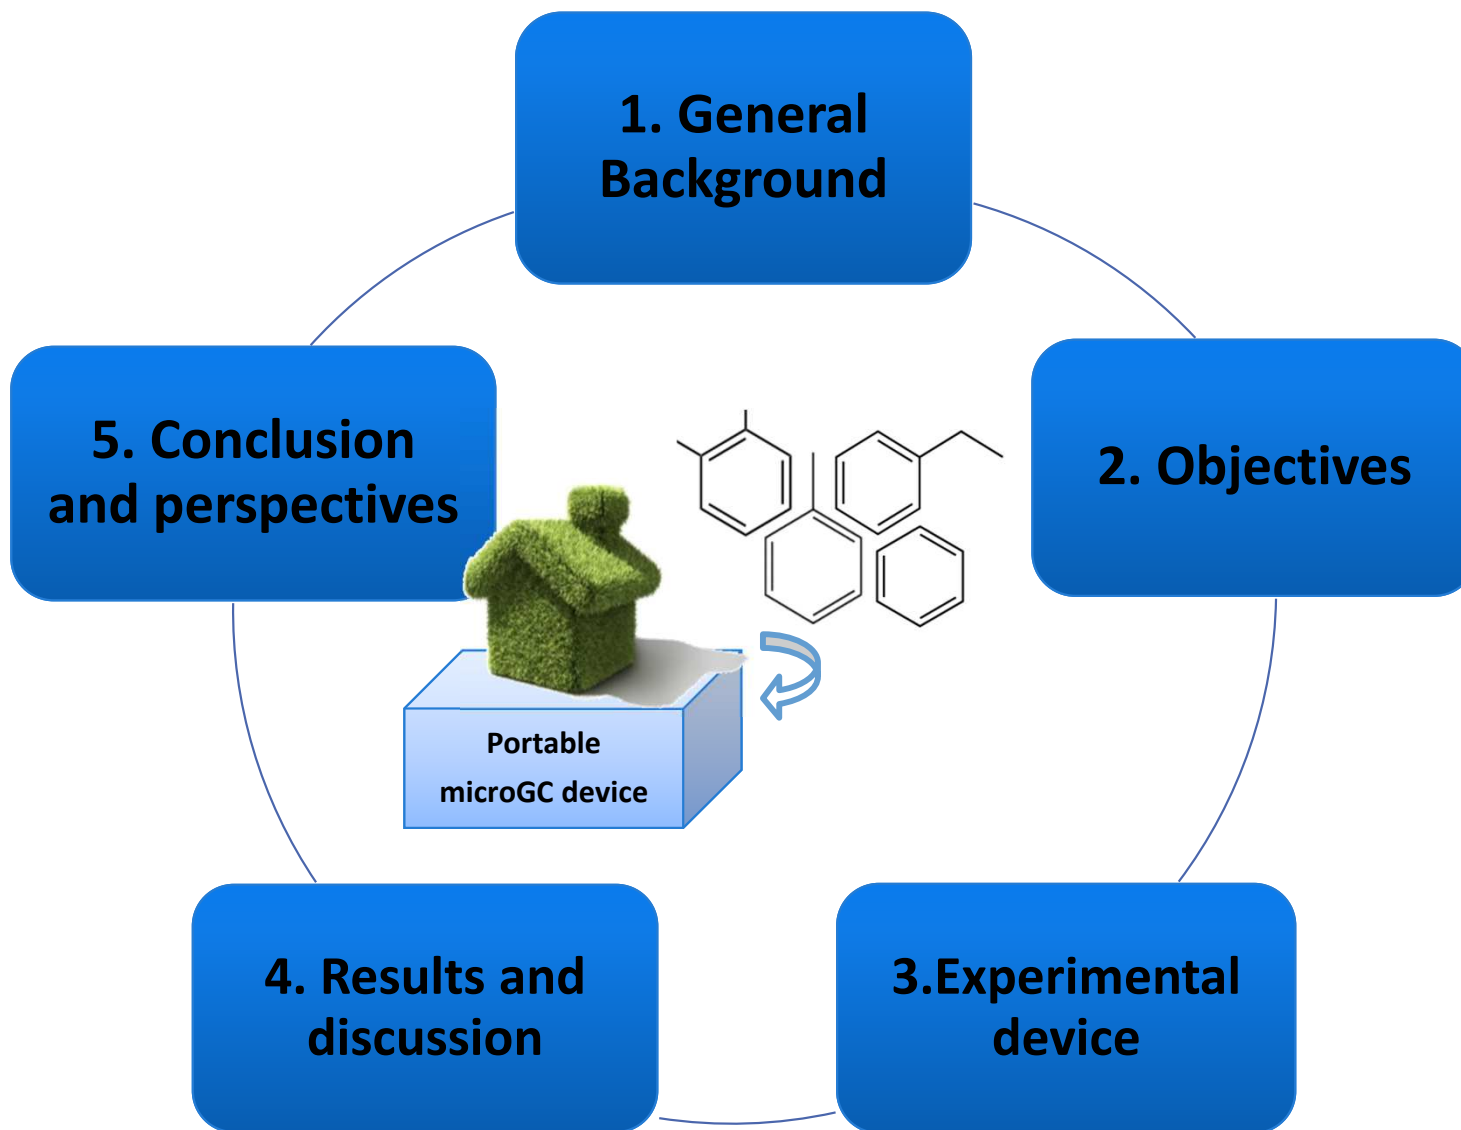 1. General
Background
2. Objectives
3.Experimental
device
4. Results and
discussion
5. Conclusion
and perspectives
Portable
microGC device